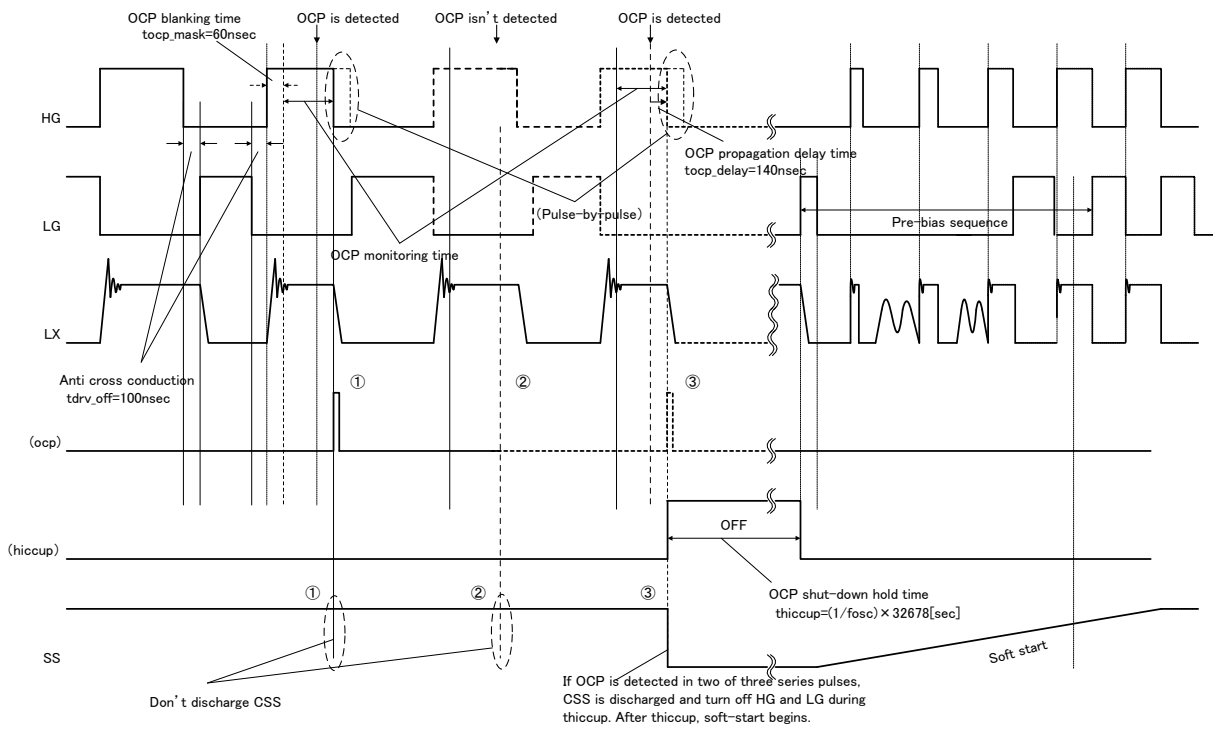 OCP blanking time
tocp_mask=60nsec
OCP is detected
OCP isn't detected
OCP is detected
HG
OCP propagation delay time
tocp_delay=140nsec
LG
(Pulse-by-pulse)
Pre-bias sequence
OCP monitoring time
LX
Anti cross conduction
tdrv_off=100nsec
① ② ③
(ocp)
OFF
(hiccup)
OCP shut-down hold time
thiccup=(1/fosc)×32678[sec]
① ② ③
SS
Soft start
Don't discharge CSS
If OCP is detected in two of three series pulses,
CSS is discharged and turn off HG and LG during
thiccup. After thiccup, soft-start begins.